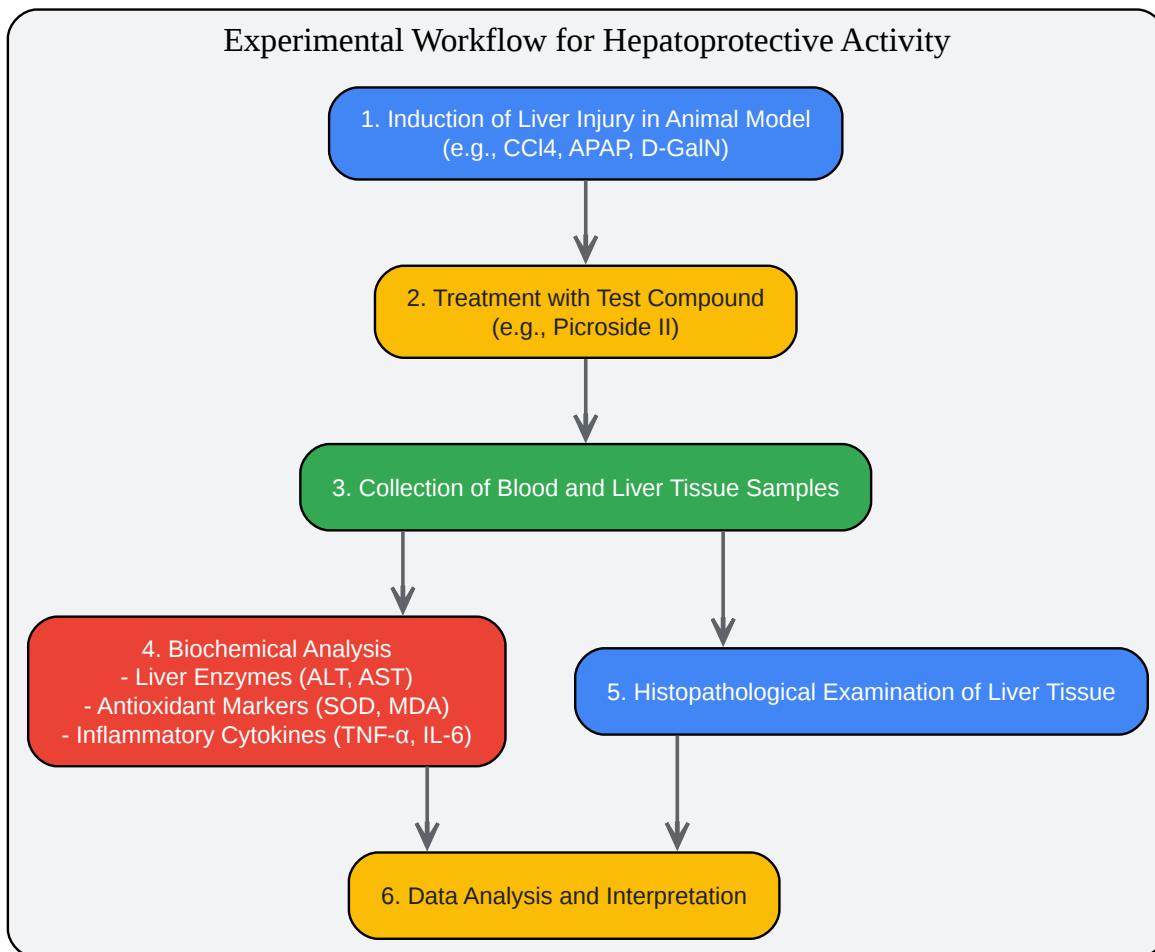 Experimental Workflow for Hepatoprotective Activity
1. Induction of Liver Injury in Animal Model
(e.g., CCl4, APAP, D-GalN)
2. Treatment with Test Compound
(e.g., Picroside II)
3. Collection of Blood and Liver Tissue Samples
4. Biochemical Analysis
- Liver Enzymes (ALT, AST)
- Antioxidant Markers (SOD, MDA)
- Inflammatory Cytokines (TNF-α, IL-6)
5. Histopathological Examination of Liver Tissue
6. Data Analysis and Interpretation